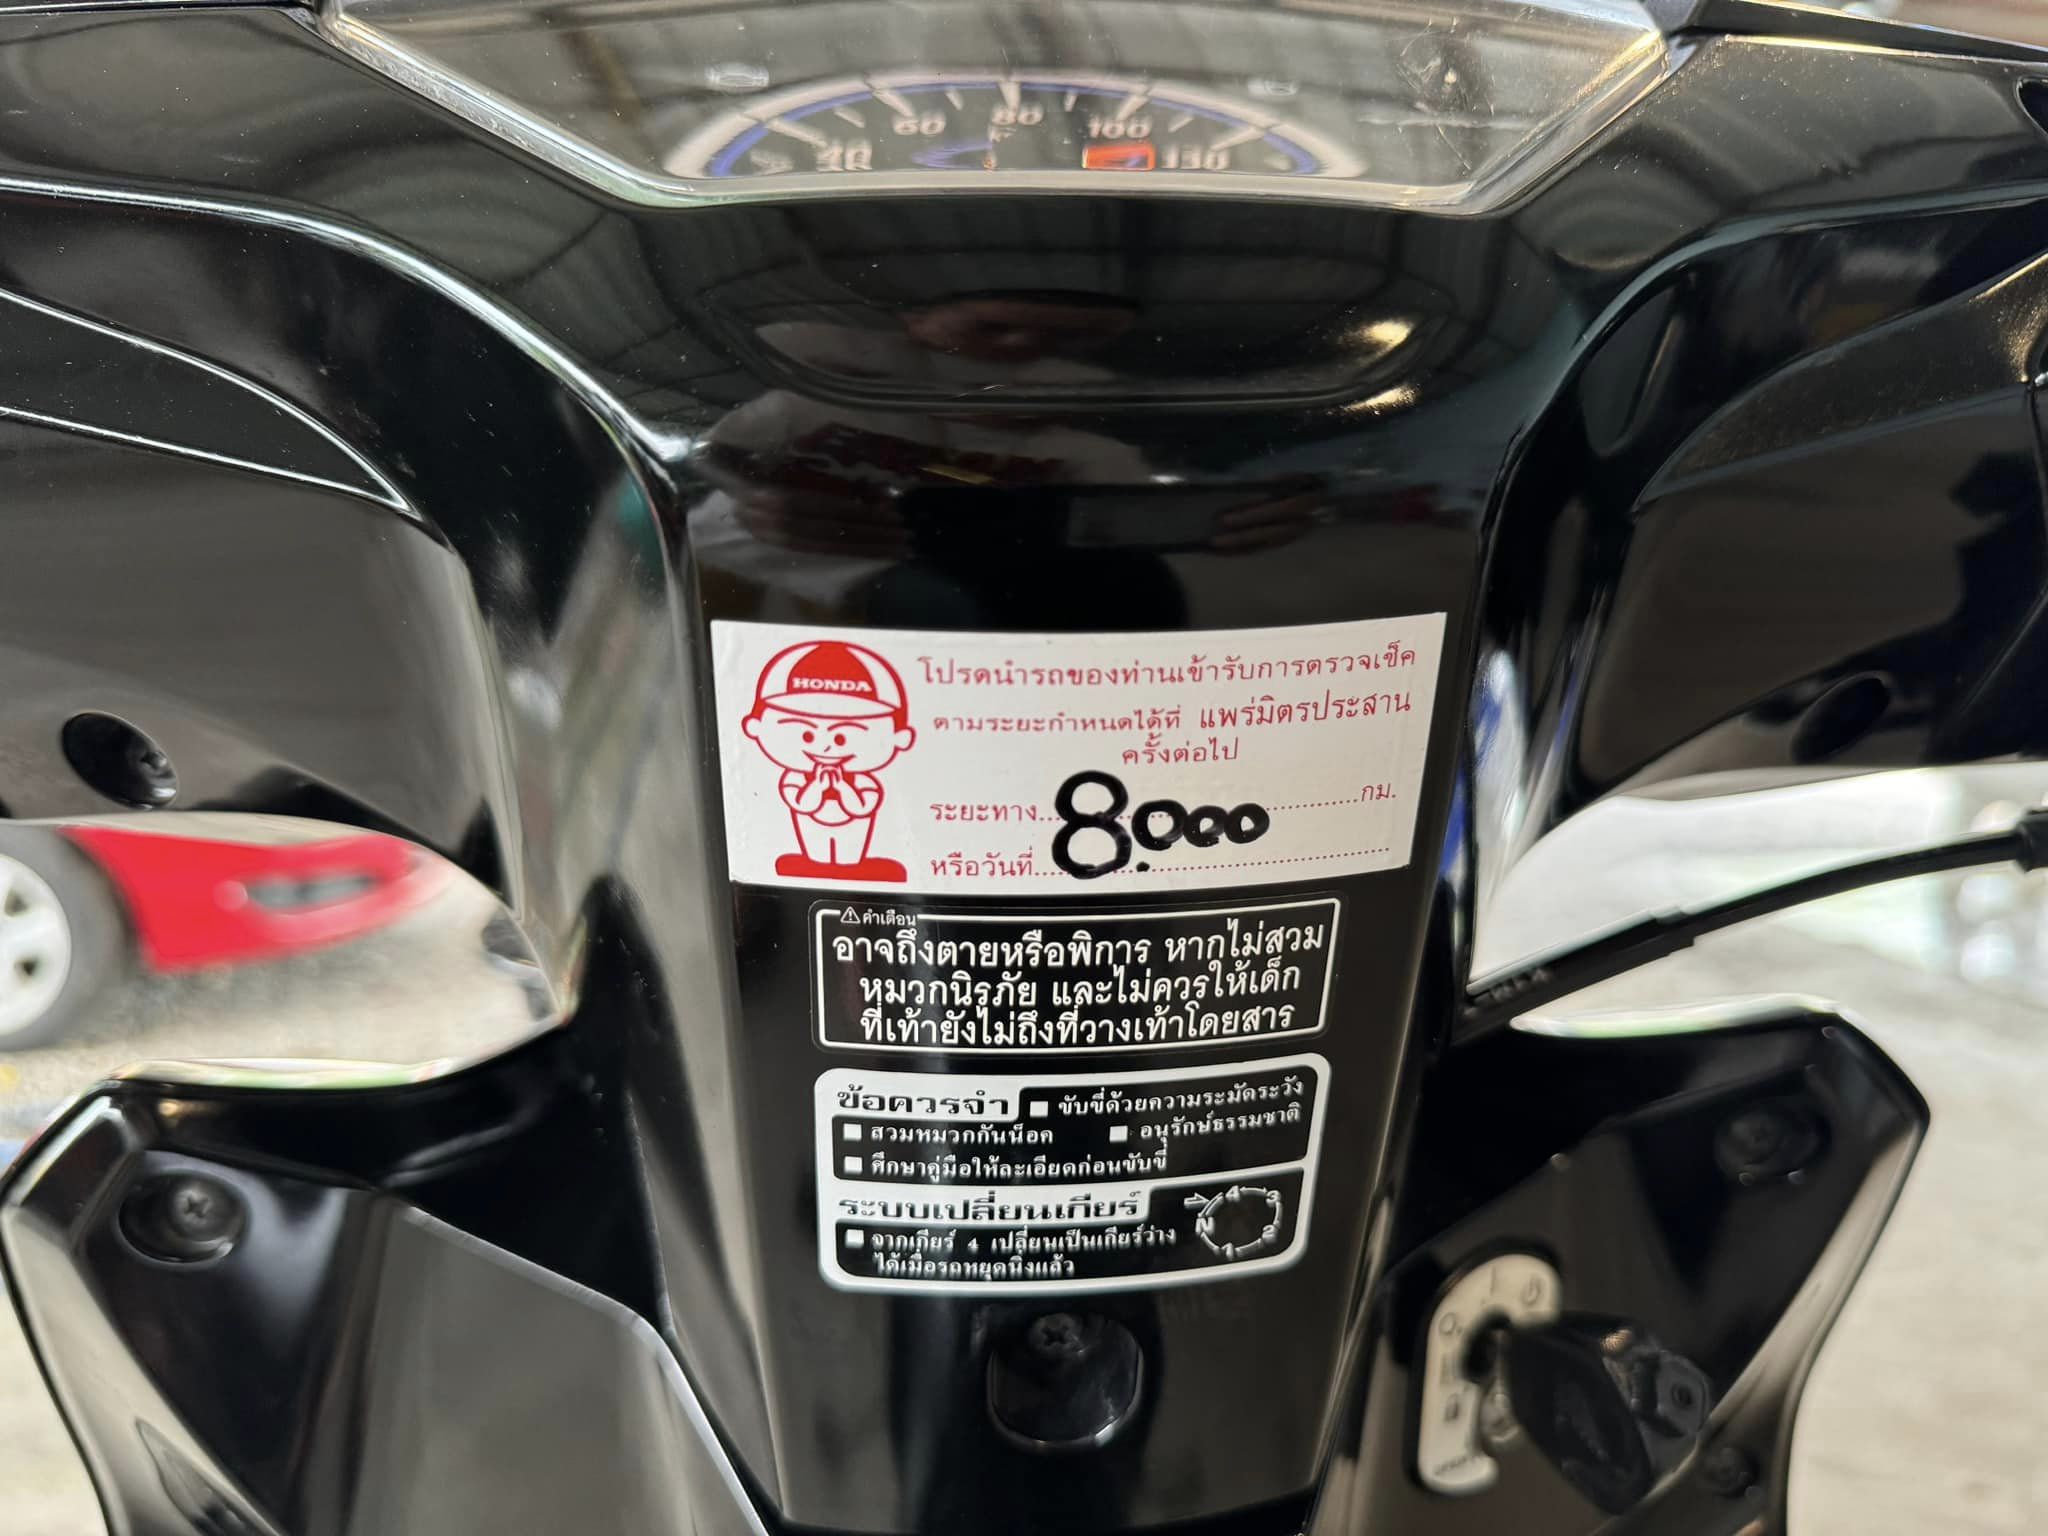 40 60 80 100 130
HONDA
โปรดนำรถของท่านเข้ารับการตรวจเช็ค
ตามระยะกำหนดได้ที่ แพร่มิตรประสาน
ครั้งต่อไป
ระยะทาง 8.000 กม.
หรือวันที่
คำเตือน
อาจถึงตายหรือพิการ หากไม่สวม
หมวกนิรภัย และไม่ควรให้เด็ก
ที่เท้ายังไม่ถึงที่วางเท้าโดยสาร
ข้อควรจำ
ขับขี่ด้วยความระมัดระวัง
สวมหมวกกันน็อค
อนุรักษ์ธรรมชาติ
ศึกษาคู่มือให้ละเอียดก่อนขับขี่
ระบบเปลี่ยนเกียร์
จากเกียร์ 4 เปลี่ยนเป็นเกียร์ว่าง
ได้เมื่อรถหยุดนิ่งแล้ว
N 1 2 3 4